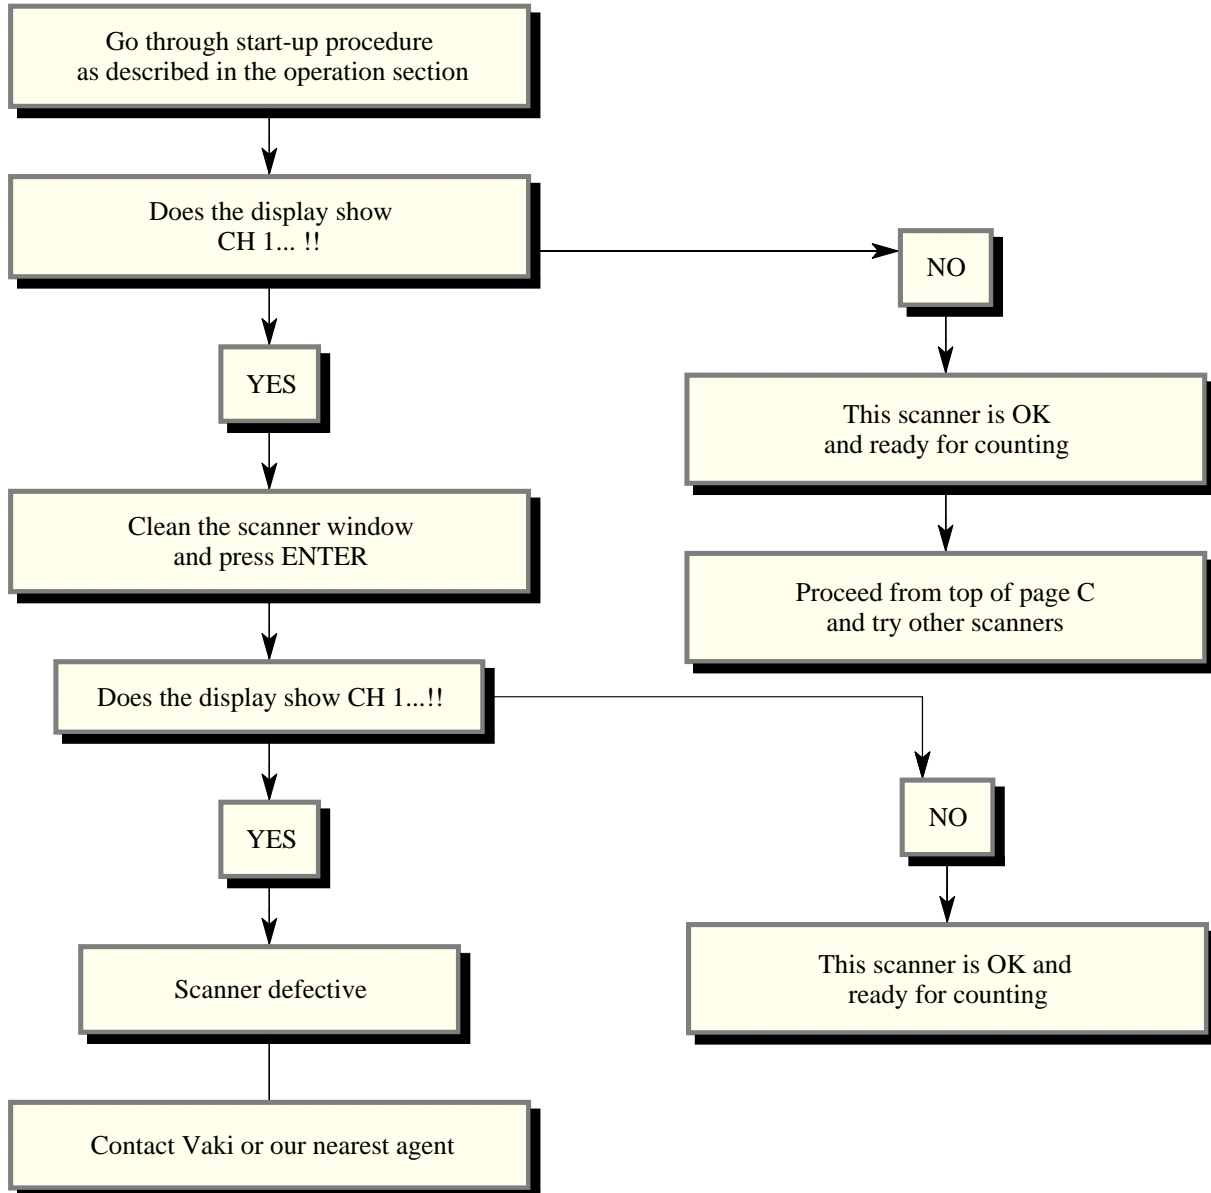 Go through start-up procedure
as described in the operation section
Does the display show
CH 1... !!
NO
YES
This scanner is OK
and ready for counting
Clean the scanner window
and press ENTER
Proceed from top of page C
and try other scanners
Does the display show CH 1...!!
NO
YES
This scanner is OK and
ready for counting
Scanner defective
Contact Vaki or our nearest agent